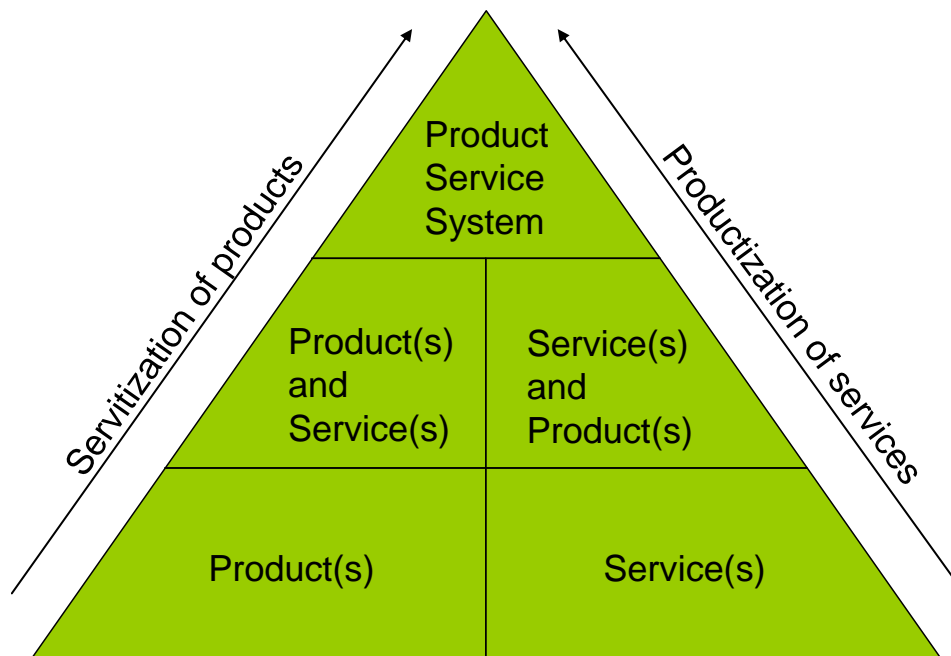 Product
Service
System
Servitization of products
Productization of services
Product(s)
and
Service(s)
Service(s)
and
Product(s)
Product(s)
Service(s)